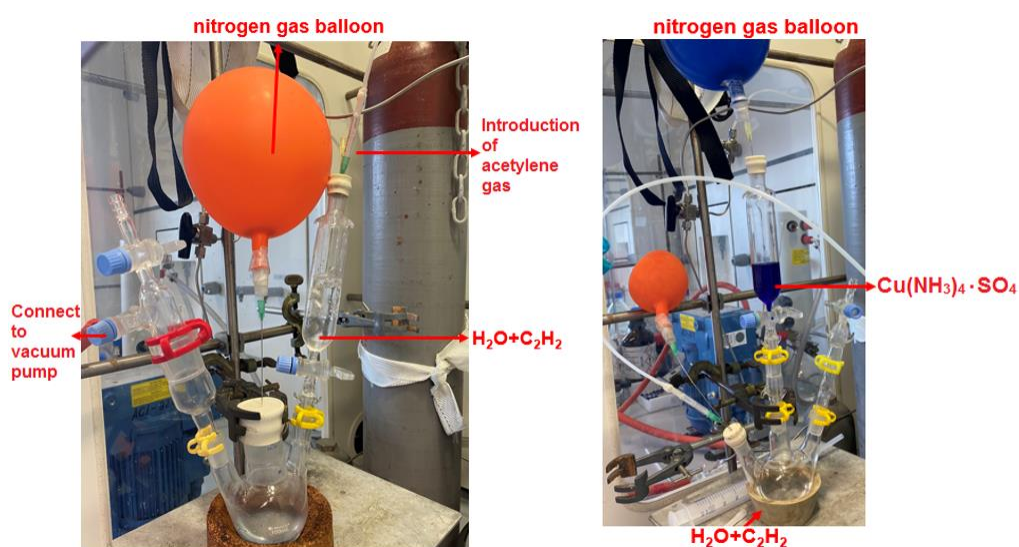 nitrogen gas balloon
Introduction
of
acetylene
gas
Connect
to
vacuum
pump
H₂O+C₂H₂
nitrogen gas balloon
Cu(NH₃)₄·SO₄
H₂O+C₂H₂